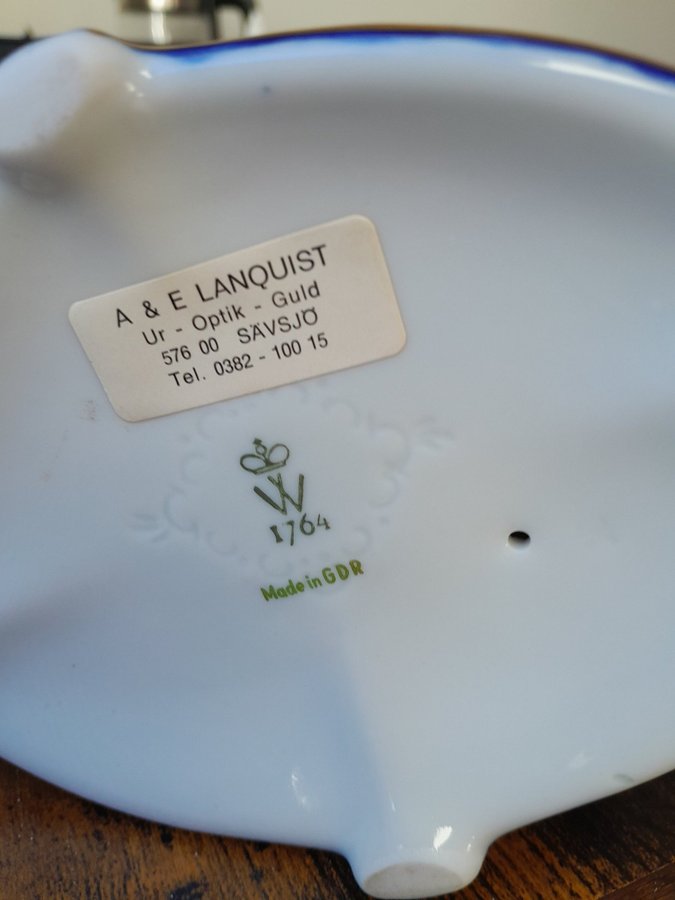 A & E LANQUIST
Ur - Optik - Guld
576 00 SÄVSJÖ
Tel. 0382 - 100 15
W
1764
Made in GDR